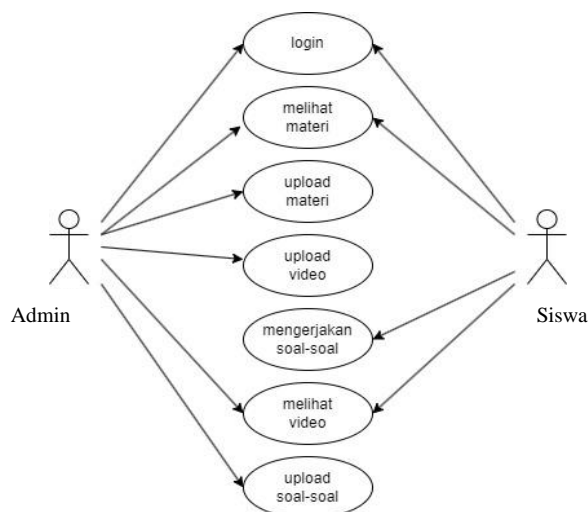 login
melihat
materi
upload
materi
upload
video
Admin
Siswa
mengerjakan
soal-soal
melihat
video
upload
soal-soal